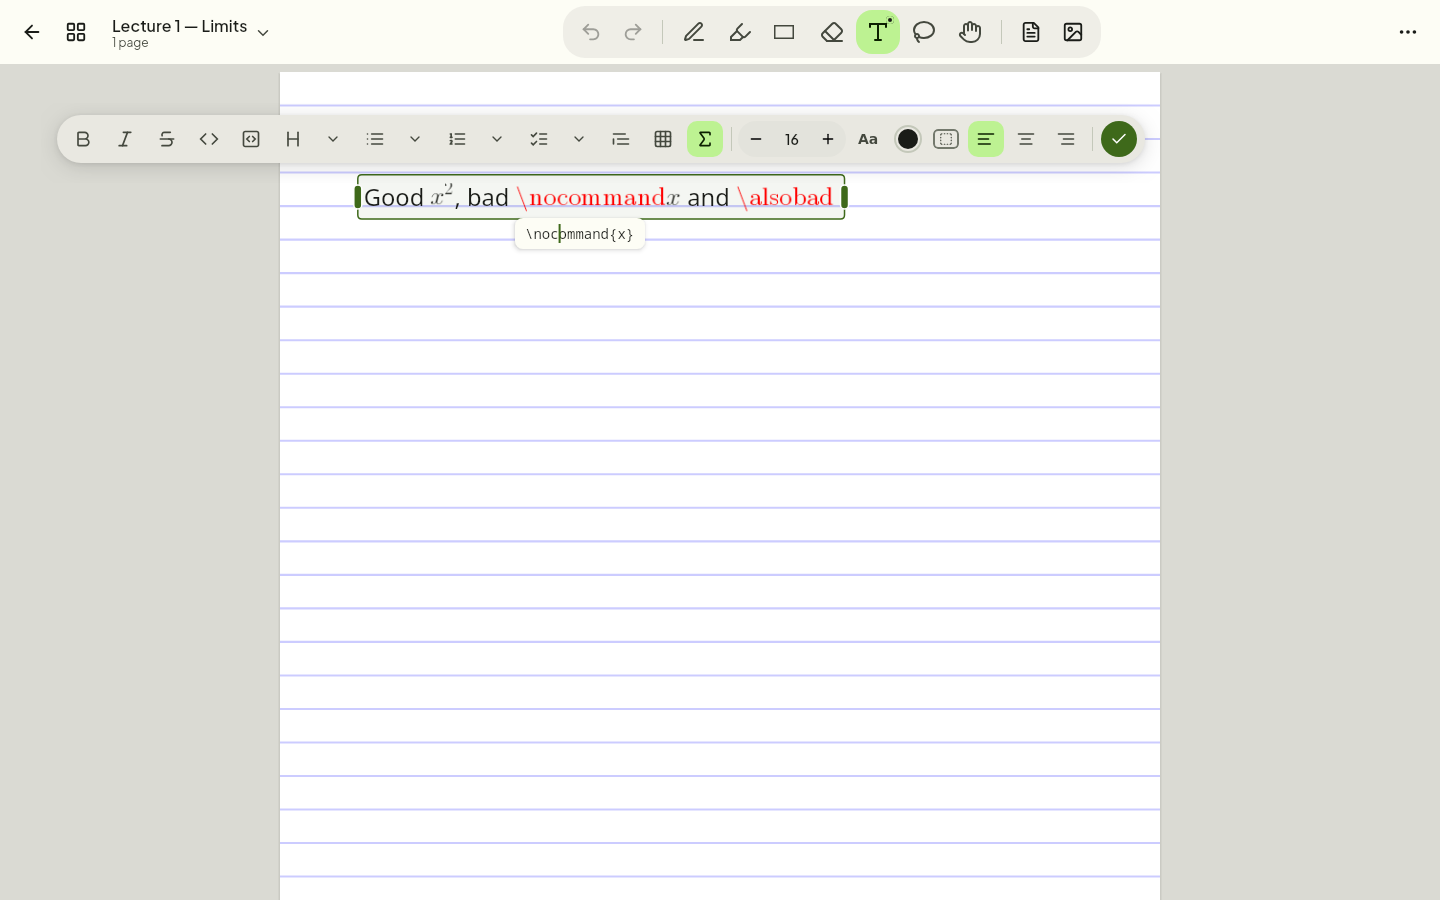 Lecture 1 — Limits
1 page
16
Aa
Good x², bad \nocommandx and \alsobad
\nocommand{x}